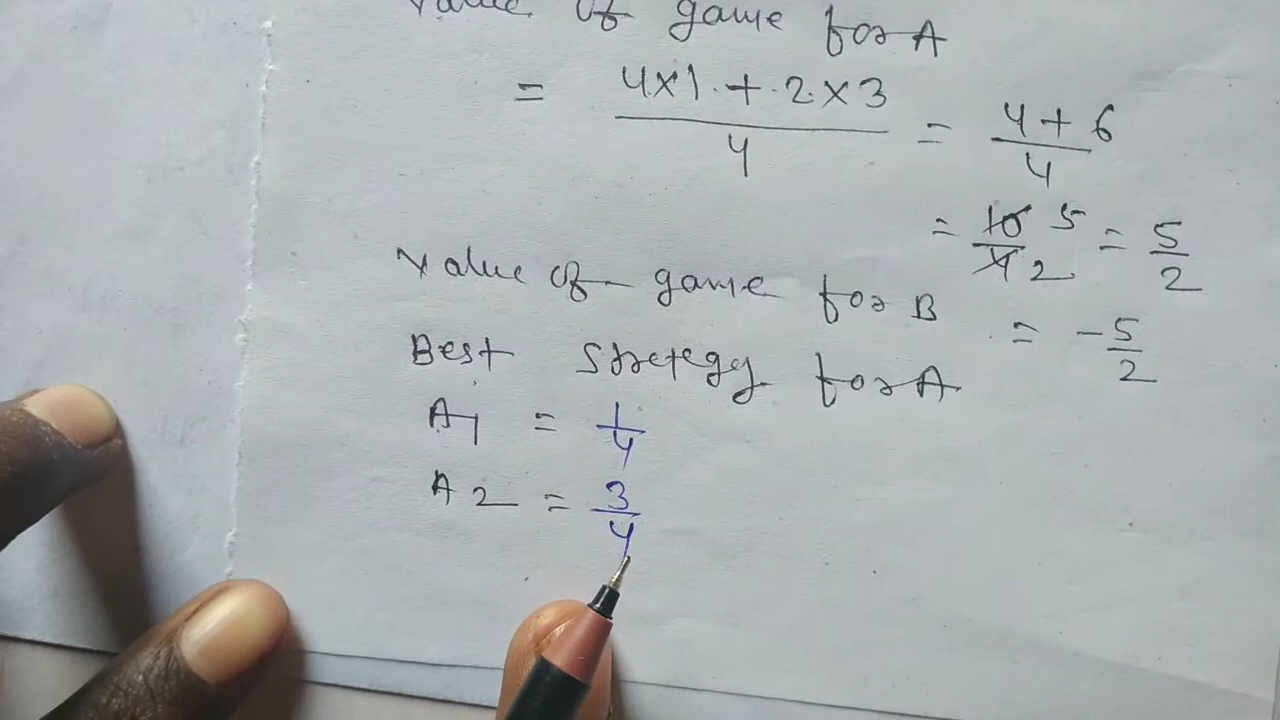 Value of game for A
= 4×1 + 2×3 / 4 = 4+6 / 4
= 10 5 / 4 2 = 5 / 2
Value of game for B = -5 / 2
Best Stretegy for A
A1 = 1 / 4
A2 = 3 / 4